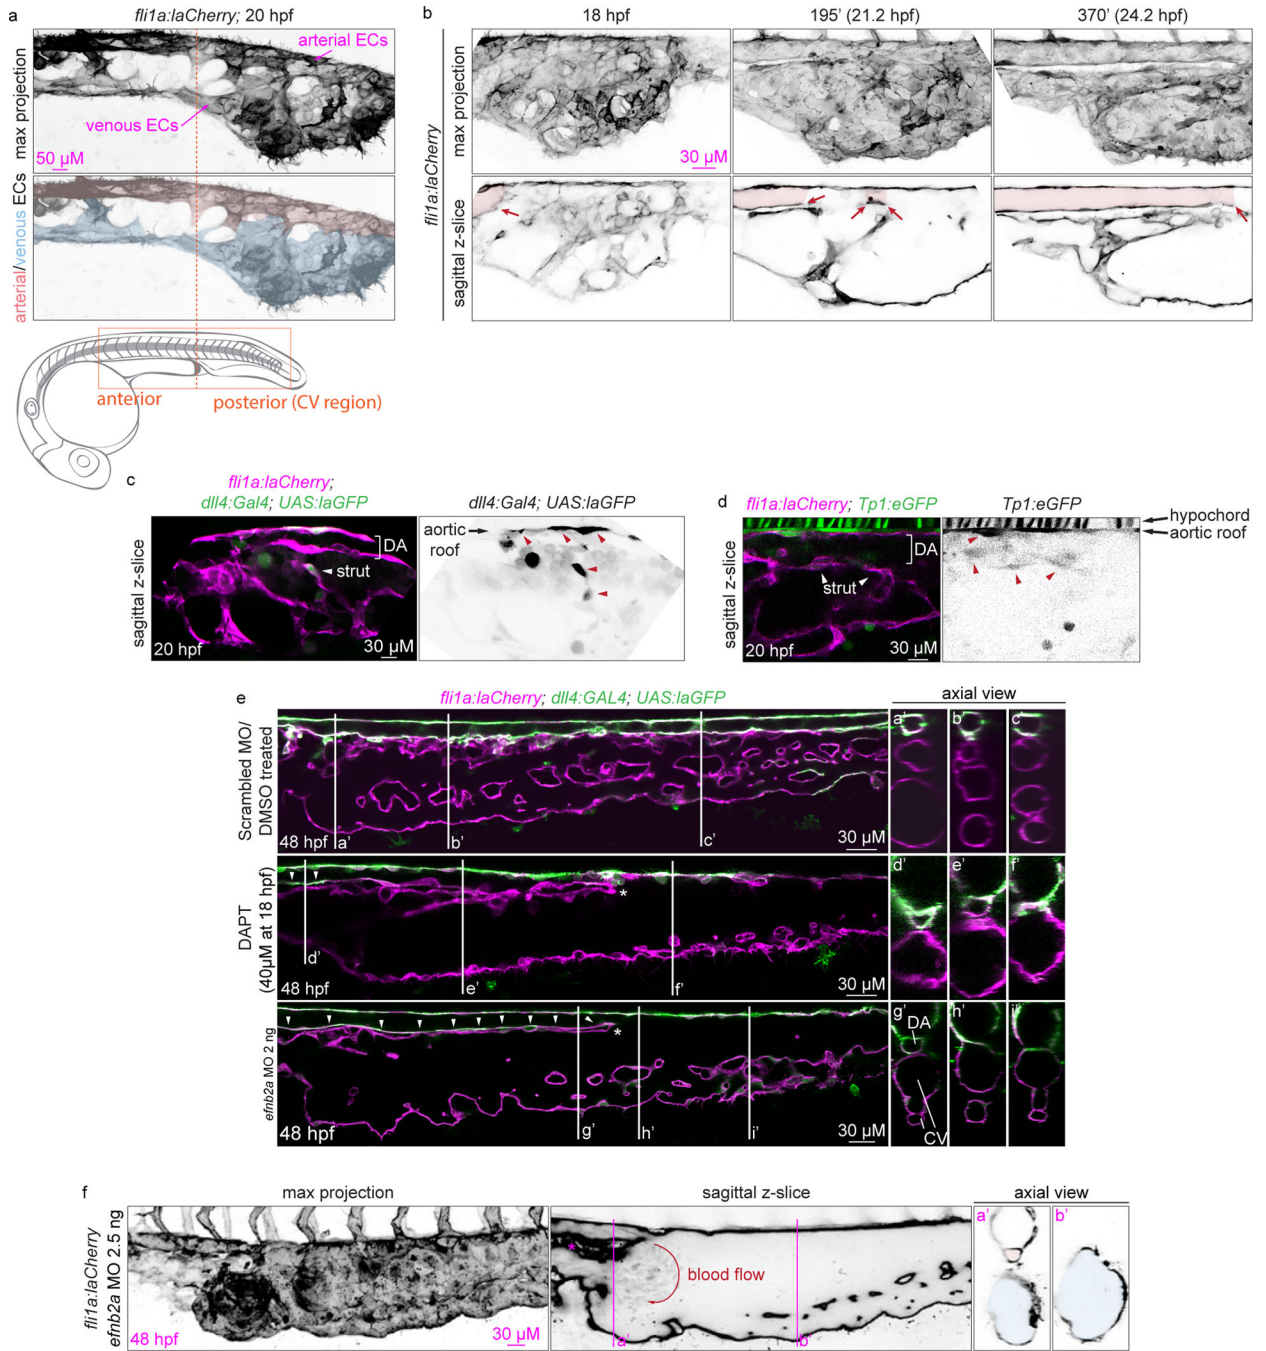 a
fli1a:laCherry; 20 hpf
max projection
arterial ECs
venous ECs
50 µM
arterial/venous ECs
anterior
posterior (CV region)
b
18 hpf
195’ (21.2 hpf)
370’ (24.2 hpf)
fli1a:laCherry
max projection
30 µM
sagittal z-slice
c
fli1a:laCherry;
dll4:Gal4; UAS:laGFP
dll4:Gal4; UAS:laGFP
sagittal z-slice
DA
strut
20 hpf
30 µM
aortic
roof
30 µM
d
fli1a:laCherry; Tp1:eGFP
Tp1:eGFP
sagittal z-slice
DA
strut
20 hpf
30 µM
hypochord
aortic roof
e
fli1a:laCherry; dll4:GAL4; UAS:laGFP
axial view
Scrambled MO/
DMSO treated
48 hpf
a’
b’
c’
30 µM
a’
b’
c’
DAPT
(40µM at 18 hpf)
48 hpf
d’
e’
f’
*
30 µM
d’
e’
f’
efnb2a MO 2 ng
48 hpf
g’
h’
i’
*
30 µM
g’
h’
i’
DA
CV
f
max projection
sagittal z-slice
axial view
fli1a:laCherry
efnb2a MO 2.5 ng
48 hpf
30 µM
*
blood flow
a’
b’
a’
b’